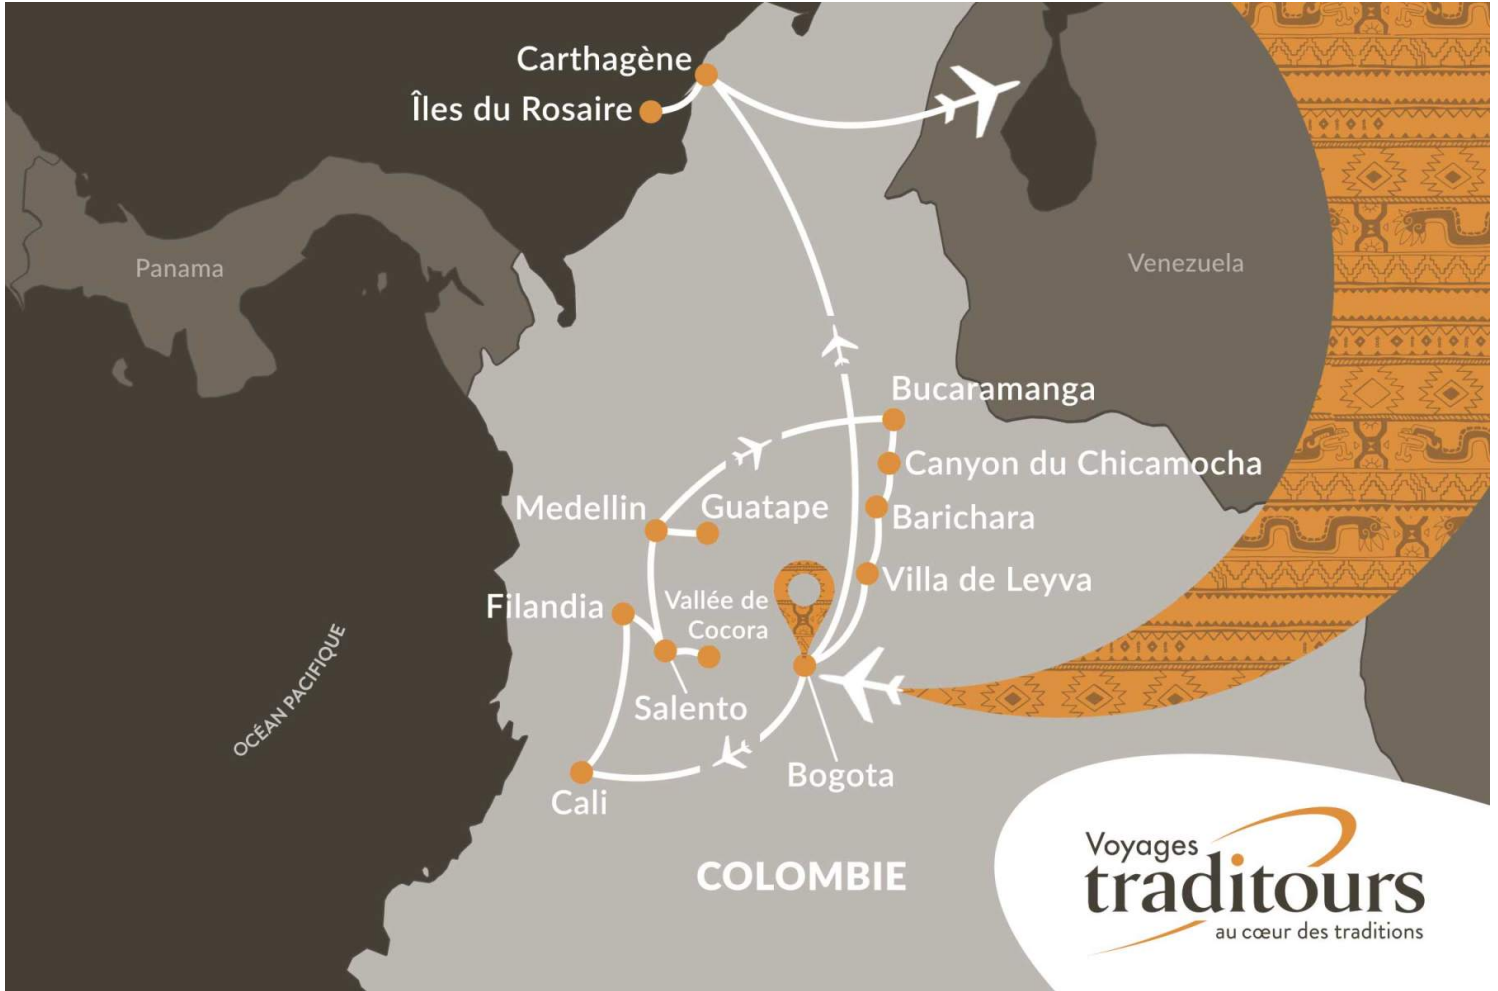 Carthagène
Îles du Rosaire
Panama
Venezuela
Bucaramanga
Canyon du Chicamocha
Medellin
Guatape
Barichara
Villa de Leyva
Filandia
Vallée de
Cocora
OCÉAN PACIFIQUE
Salento
Bogota
Cali
COLOMBIE
Voyages
traditours
au cœur des traditions